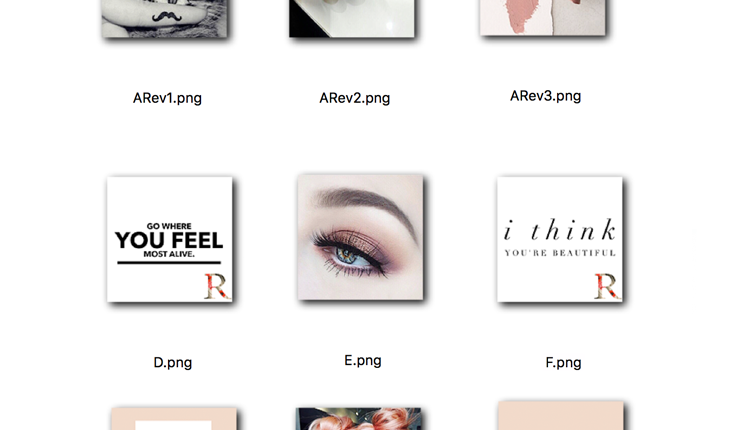 ARev1.png
ARev2.png
ARev3.png
GO WHERE
YOU FEEL
MOST ALIVE.
R
i think
YOU'RE BEAUTIFUL
R
D.png
E.png
F.png